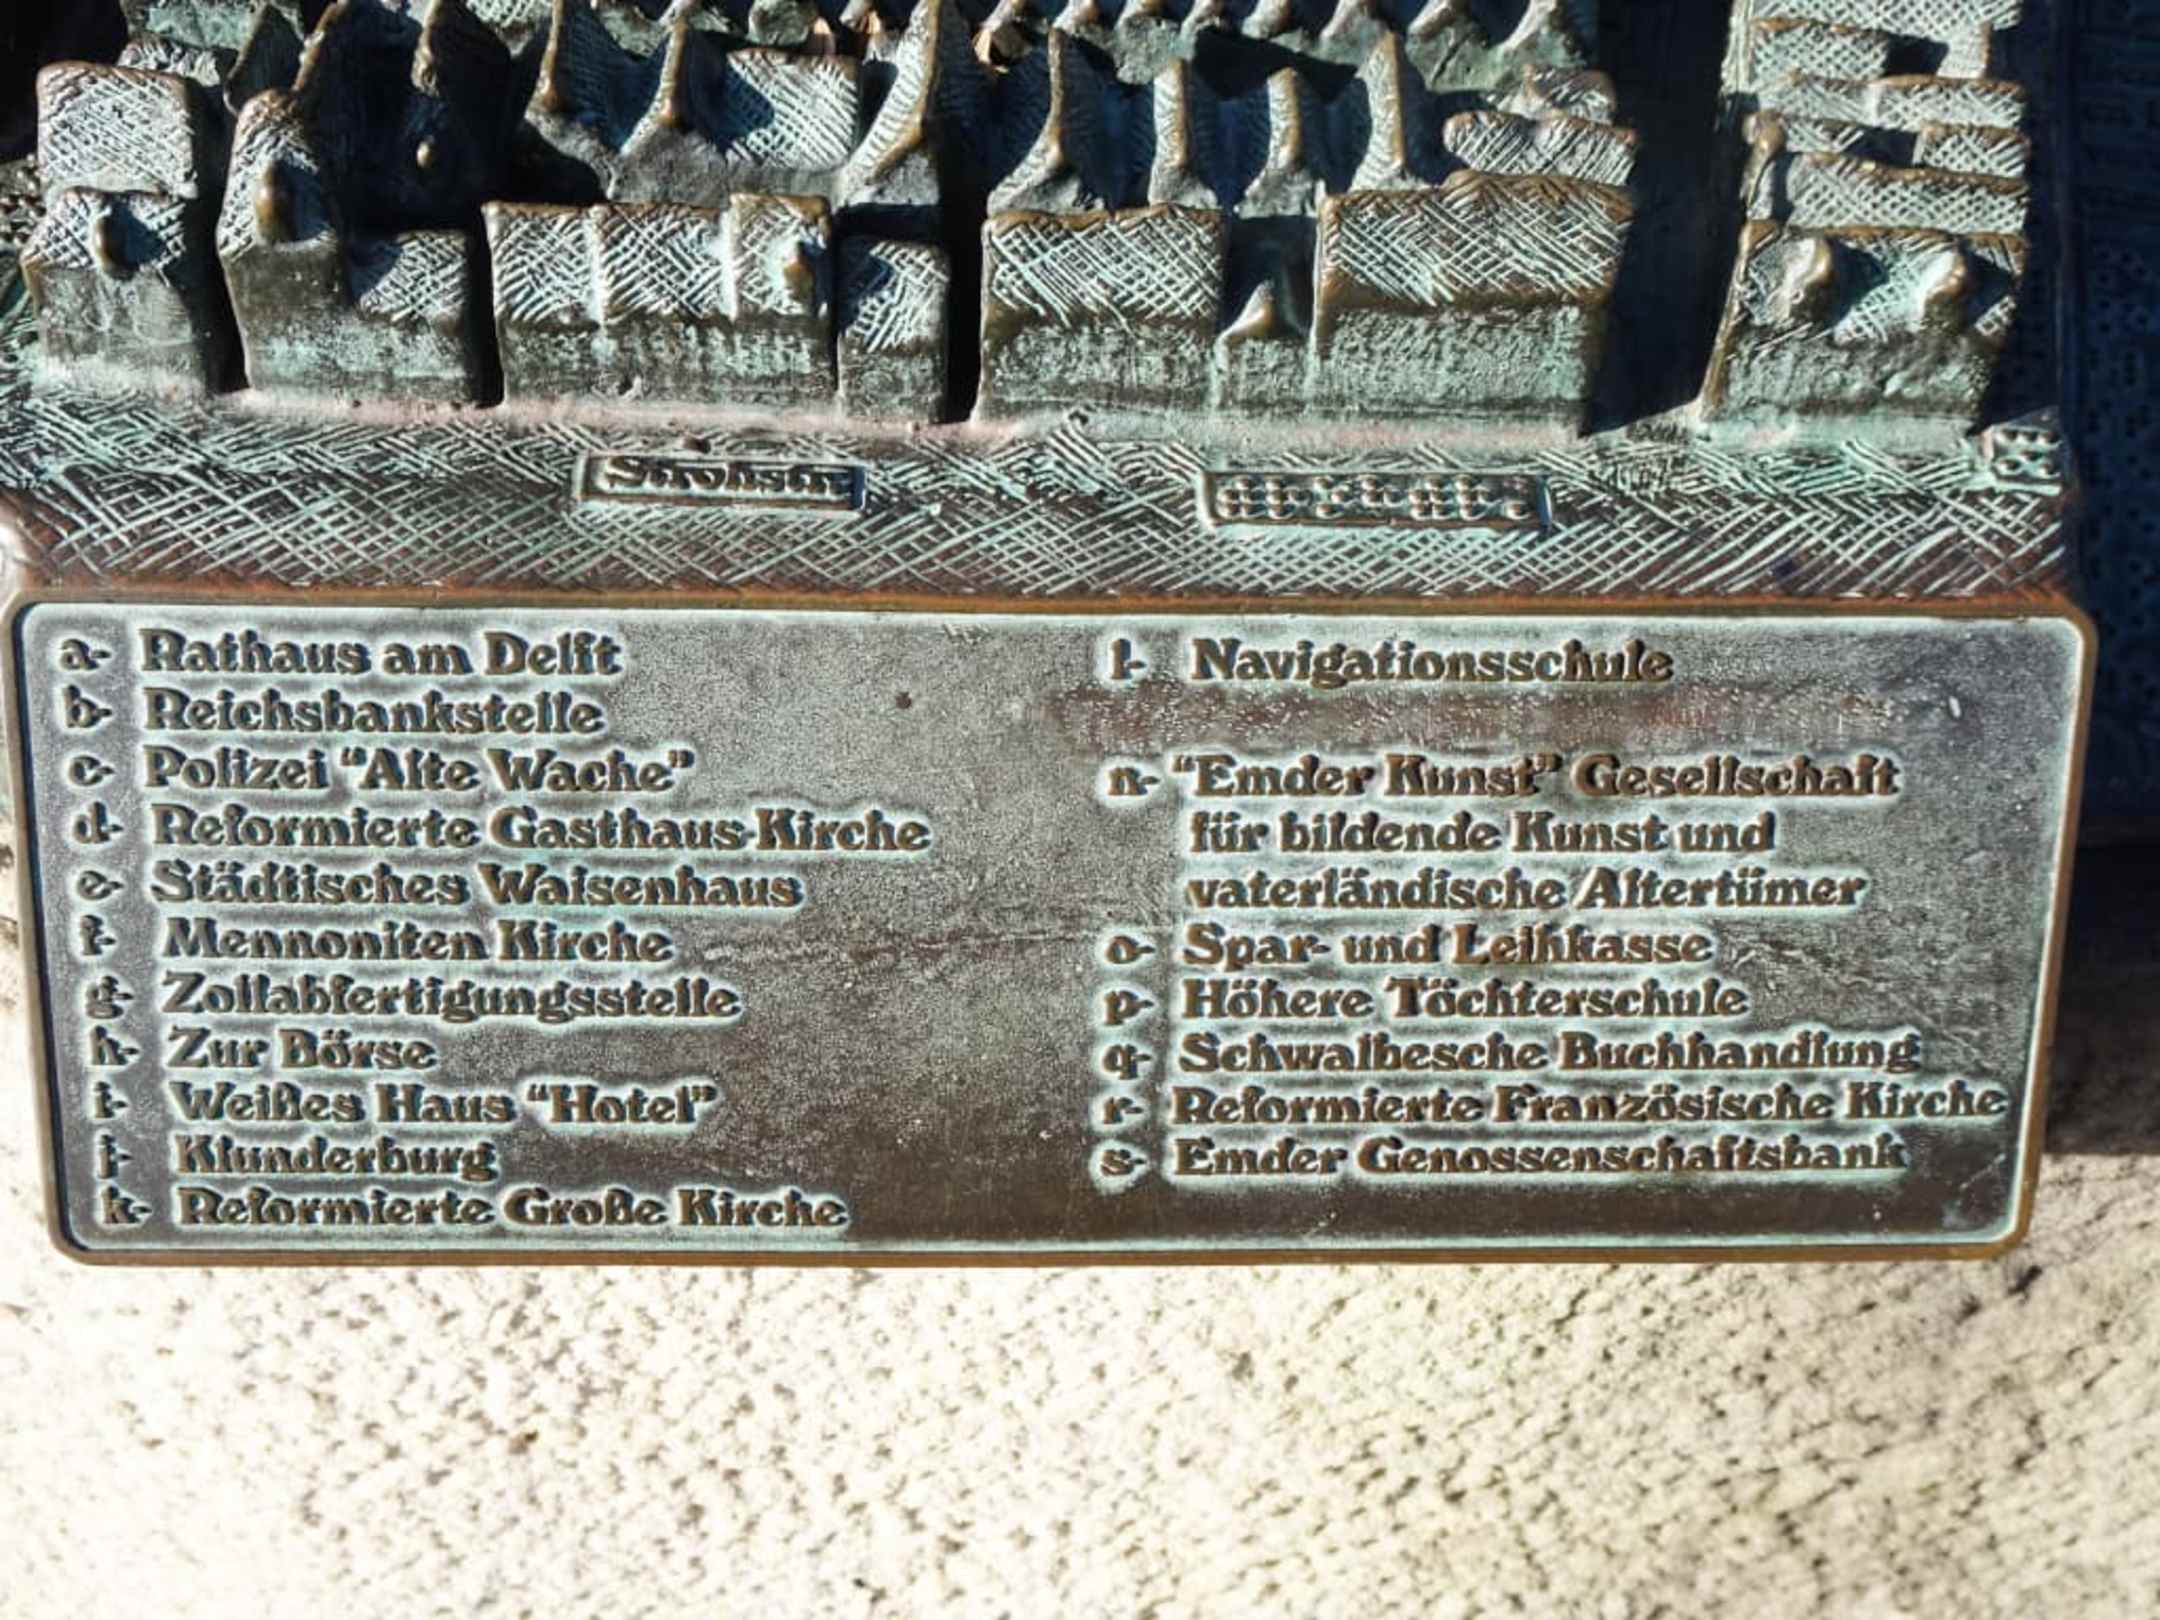 Strohstr.
a- Rathaus am Delft
b- Reichsbankstelle
c- Polizei “Alte Wache”
d- Reformierte Gasthaus-Kirche
e- Städtisches Waisenhaus
f- Mennoniten Kirche
g- Zollabfertigungsstelle
h- Zur Börse
i- Weißes Haus “Hotel”
j- Klunderburg
k- Reformierte Große Kirche
l- Navigationsschule
n- “Emder Kunst” Gesellschaft
für bildende Kunst und
vaterländische Altertümer
o- Spar- und Leihkasse
p- Höhere Töchterschule
q- Schwalbesche Buchhandlung
r- Reformierte Französische Kirche
s- Emder Genossenschaftsbank